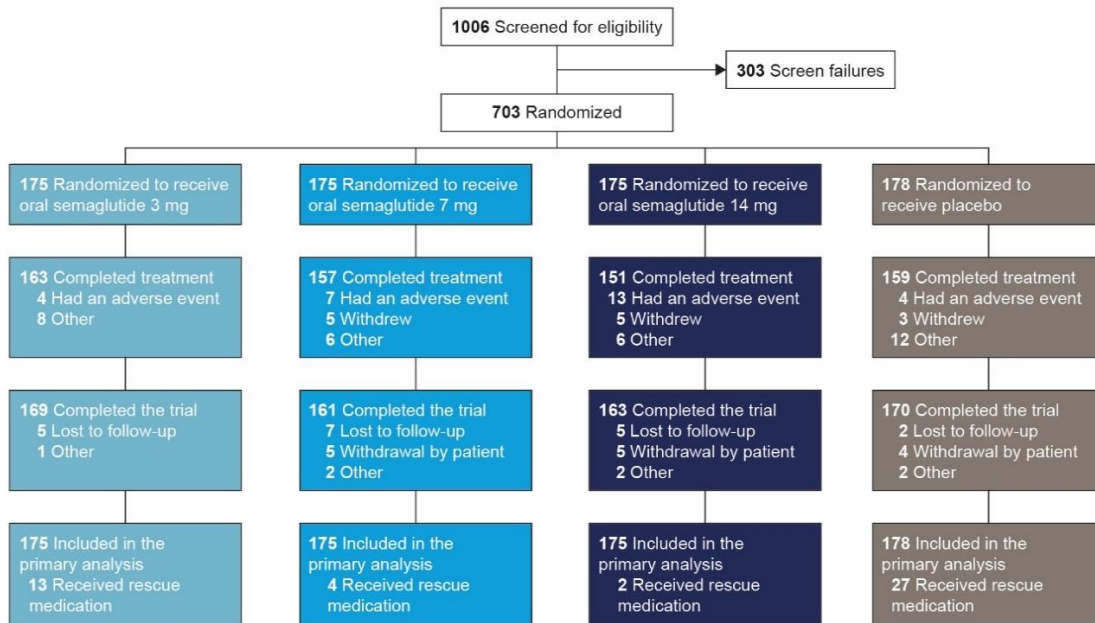 1006 Screened for eligibility
303 Screen failures
703 Randomized
175 Randomized to receive
oral semaglutide 3 mg
175 Randomized to receive
oral semaglutide 7 mg
175 Randomized to receive
oral semaglutide 14 mg
178 Randomized to
receive placebo
163 Completed treatment
4 Had an adverse event
8 Other
157 Completed treatment
7 Had an adverse event
5 Withdrew
6 Other
151 Completed treatment
13 Had an adverse event
5 Withdrew
6 Other
159 Completed treatment
4 Had an adverse event
3 Withdrew
12 Other
169 Completed the trial
5 Lost to follow-up
1 Other
161 Completed the trial
7 Lost to follow-up
5 Withdrawal by patient
2 Other
163 Completed the trial
5 Lost to follow-up
5 Withdrawal by patient
2 Other
170 Completed the trial
2 Lost to follow-up
4 Withdrawal by patient
2 Other
175 Included in the
primary analysis
13 Received rescue
medication
175 Included in the
primary analysis
4 Received rescue
medication
175 Included in the
primary analysis
2 Received rescue
medication
178 Included in the
primary analysis
27 Received rescue
medication